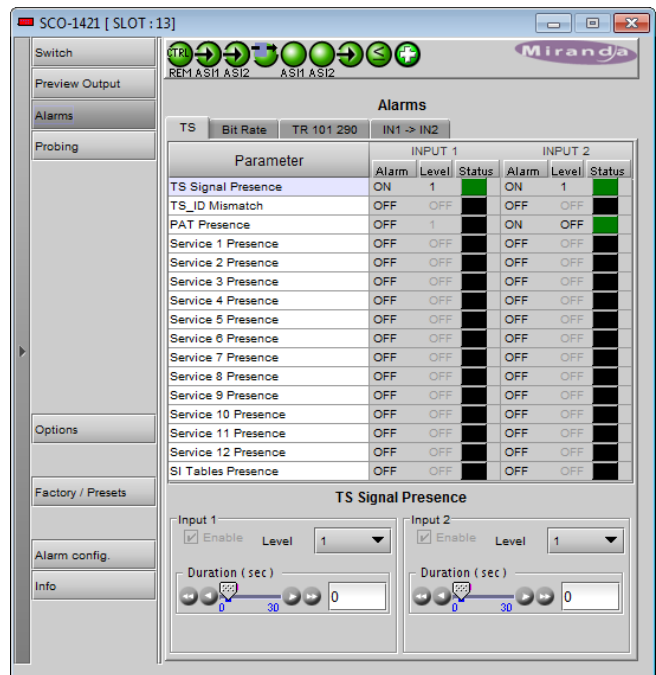 SCO-1421 [ SLOT : 13]
Switch
Preview Output
Alarms
Probing
Options
Factory / Presets
Alarm config.
Info
CTRL
REM ASI1 ASI2 ASI1 ASI2
Miranda
Alarms
TS Bit Rate TR 101 290 IN1 -> IN2
Parameter INPUT 1 INPUT 2
Alarm Level Status Alarm Level Status
TS Signal Presence ON 1 ON 1
TS_ID Mismatch OFF OFF OFF OFF
PAT Presence OFF 1 ON OFF
Service 1 Presence OFF OFF OFF OFF
Service 2 Presence OFF OFF OFF OFF
Service 3 Presence OFF OFF OFF OFF
Service 4 Presence OFF OFF OFF OFF
Service 5 Presence OFF OFF OFF OFF
Service 6 Presence OFF OFF OFF OFF
Service 7 Presence OFF OFF OFF OFF
Service 8 Presence OFF OFF OFF OFF
Service 9 Presence OFF OFF OFF OFF
Service 10 Presence OFF OFF OFF OFF
Service 11 Presence OFF OFF OFF OFF
Service 12 Presence OFF OFF OFF OFF
SI Tables Presence OFF OFF OFF OFF
TS Signal Presence
Input 1
Enable Level 1
Duration ( sec )
0 30 0
Input 2
Enable Level 1
Duration ( sec )
0 30 0